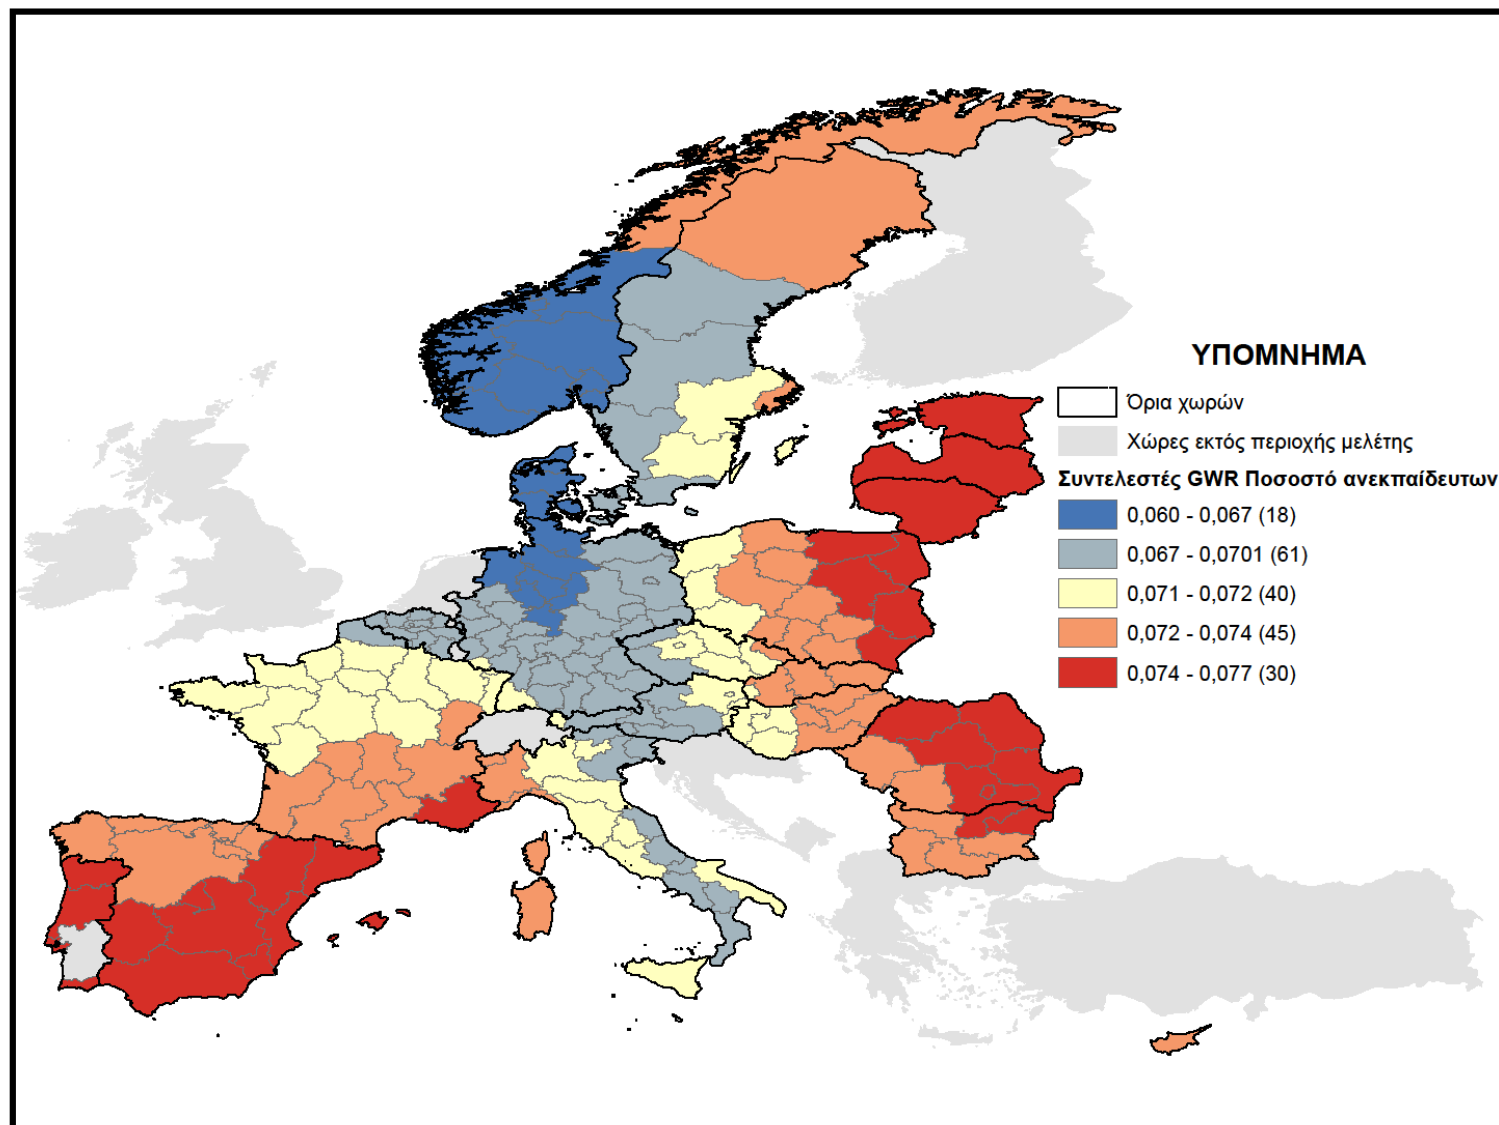 ΥΠΟΜΝΗΜΑ
Όρια χωρών
Χώρες εκτός περιοχής μελέτης
Συντελεστές GWR Ποσοστό ανεκπαίδευτων
0,060 - 0,067 (18)
0,067 - 0,0701 (61)
0,071 - 0,072 (40)
0,072 - 0,074 (45)
0,074 - 0,077 (30)